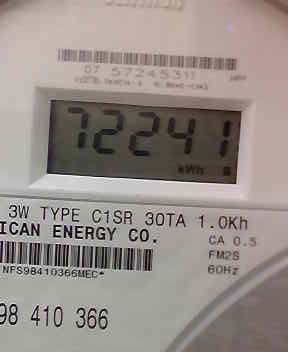 07 57245311
72241
kWh
3W TYPE C1SR 30TA 1.0Kh
ICAN ENERGY CO.
CA 0.5
FM2S
60Hz
NFS98410366MEC*
98 410 366